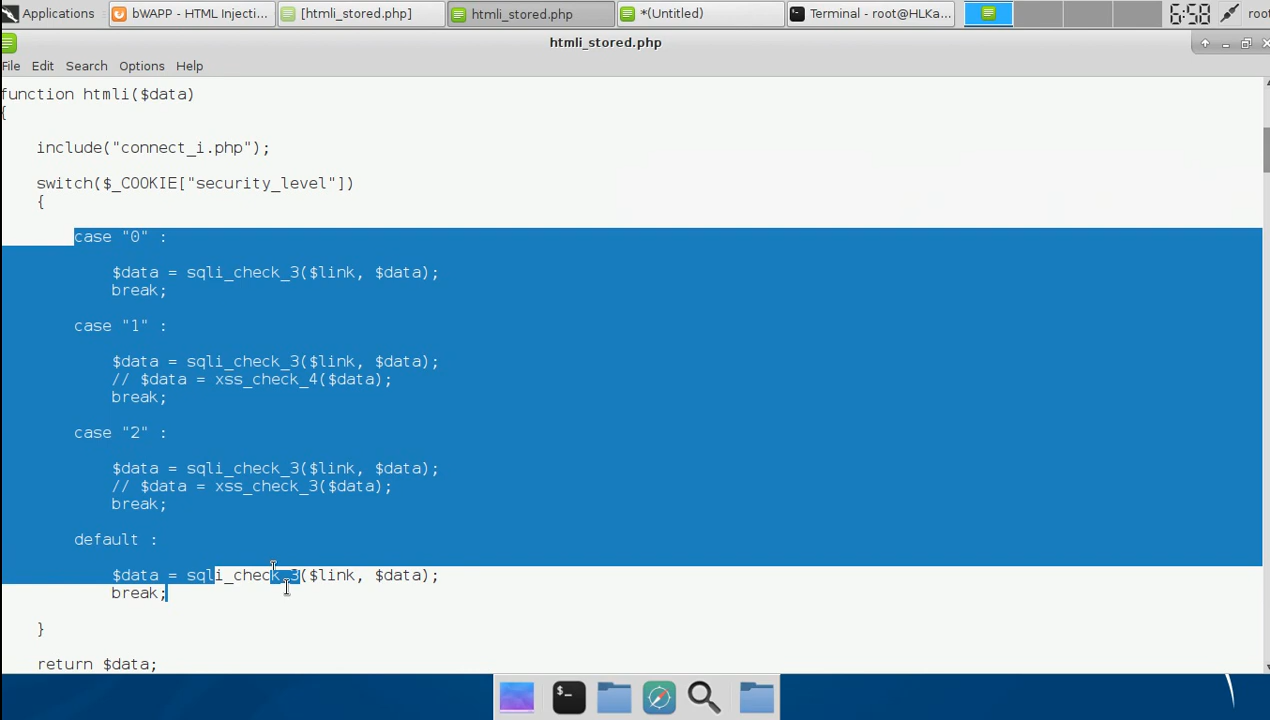 Applications
bWAPP - HTML Injecti...
[htmli_stored.php]
htmli_stored.php
*(Untitled)
Terminal - root@HLKa...
6:58
root
htmli_stored.php
File Edit Search Options Help
function htmli($data)
{
include("connect_i.php");
switch($_COOKIE["security_level"])
{
case "0" :
$data = sqli_check_3($link, $data);
break;
case "1" :
$data = sqli_check_3($link, $data);
// $data = xss_check_4($data);
break;
case "2" :
$data = sqli_check_3($link, $data);
// $data = xss_check_3($data);
break;
default :
$data = sqli_check_3($link, $data);
break;
}
return $data;